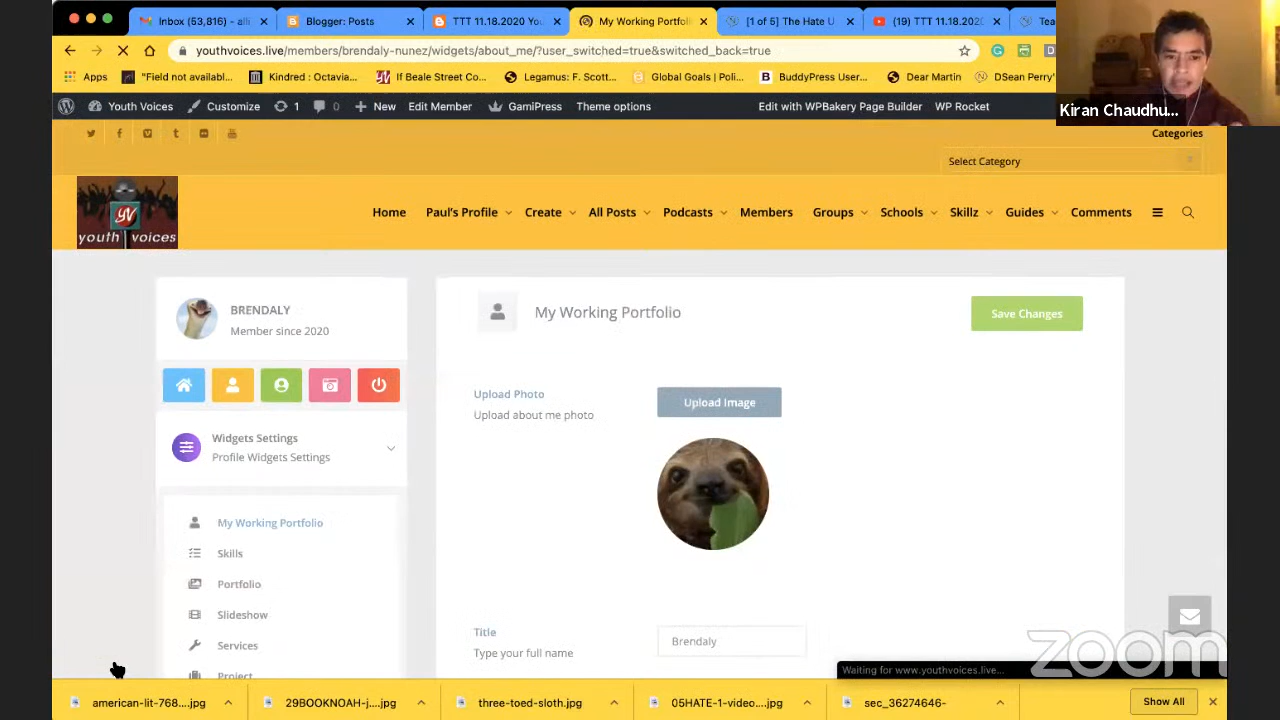 Inbox (53,816) - alli
Blogger: Posts
TTT 11.18.2020 You
My Working Portfoli
[1 of 5] The Hate U
(19) TTT 11.18.202
Tea
youthvoices.live/members/brendaly-nunez/widgets/about_me/?user_switched=true&switched_back=true
Apps
"Field not availabl...
Kindred : Octavia...
If Beale Street Co...
Legamus: F. Scott...
Global Goals | Poli...
BuddyPress User...
Dear Martin
DSean Perry'
Kiran Chaudhu...
Youth Voices
Customize
1
0
New
Edit Member
GamiPress
Theme options
Edit with WPBakery Page Builder
WP Rocket
Categories
Select Category
YV
youth voices
Home
Paul's Profile
Create
All Posts
Podcasts
Members
Groups
Schools
Skillz
Guides
Comments
BRENDALY
Member since 2020
My Working Portfolio
Save Changes
Widgets Settings
Profile Widgets Settings
Upload Photo
Upload about me photo
Upload Image
My Working Portfolio
Skills
Portfolio
Slideshow
Services
Project
Title
Type your full name
Brendaly
zoom
Waiting for www.youthvoices.live...
american-lit-768....jpg
29BOOKNOAH-j....jpg
three-toed-sloth.jpg
05HATE-1-video....jpg
sec_36274646-
Show All